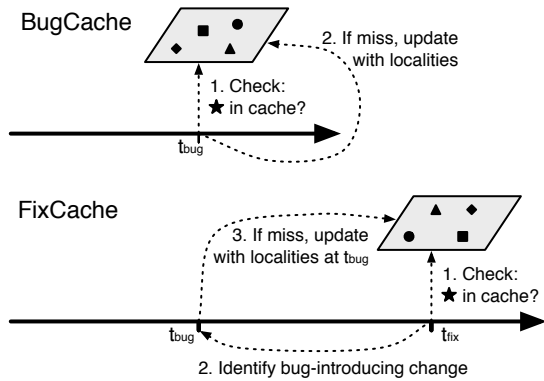 BugCache
2. If miss, update
with localities
1. Check:
★ in cache?
tbug
FixCache
3. If miss, update
with localities at tbug
1. Check:
★ in cache?
tbug
tfix
2. Identify bug-introducing change